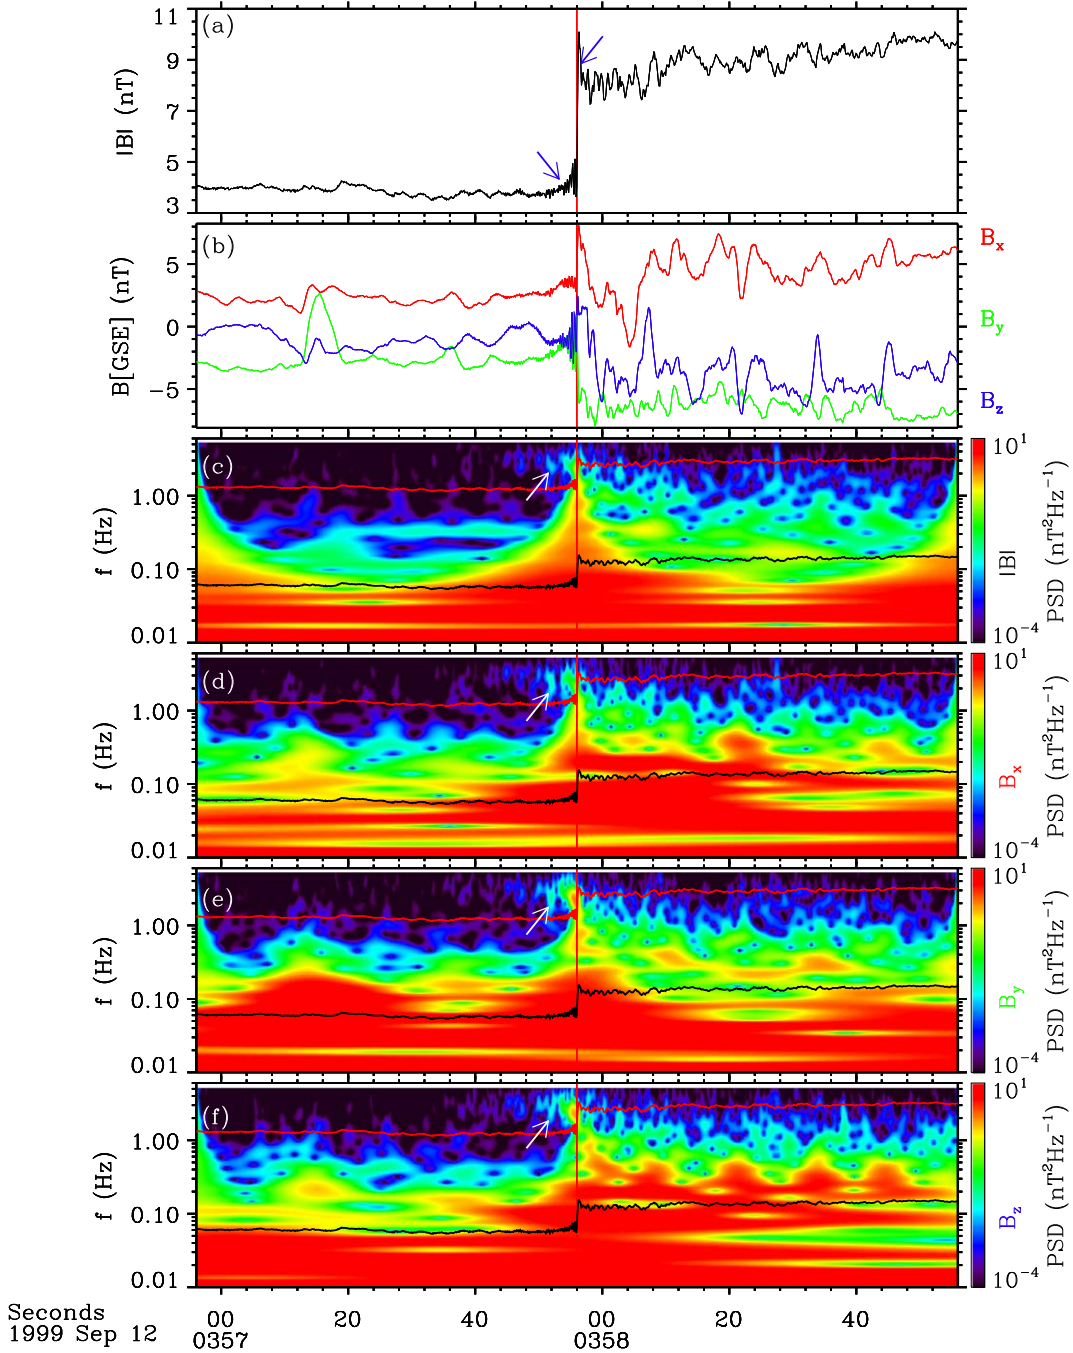 (a)
11
9
7
5
3
|B| (nT)
(b)
5
0
−5
B[GSE] (nT)
Bx
By
Bz
(c)
1.00
0.10
0.01
f (Hz)
10¹
10⁻⁴
|B|
PSD (nT²Hz⁻¹)
(d)
1.00
0.10
0.01
f (Hz)
10¹
10⁻⁴
Bx
PSD (nT²Hz⁻¹)
(e)
1.00
0.10
0.01
f (Hz)
10¹
10⁻⁴
By
PSD (nT²Hz⁻¹)
(f)
1.00
0.10
0.01
f (Hz)
10¹
10⁻⁴
Bz
PSD (nT²Hz⁻¹)
Seconds 00 20 40 00 20 40
1999 Sep 12 0357 0358